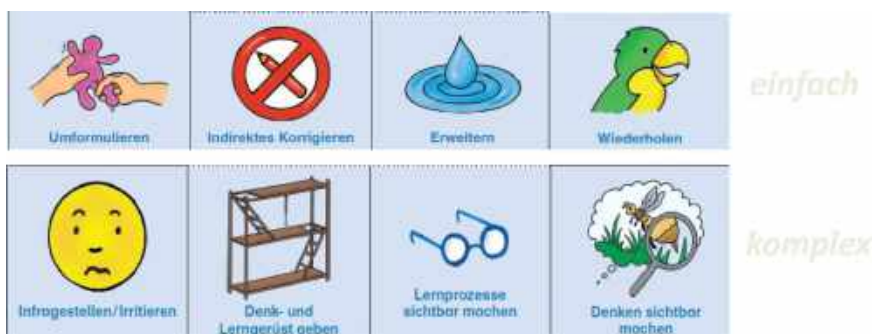 Umformulieren
Indirektes Korrigieren
Erweitern
Wiederholen
einfach
Infragestellen/Irritieren
Denk- und
Lerngerüst geben
Lernprozesse
sichtbar machen
Denken sichtbar
machen
komplex